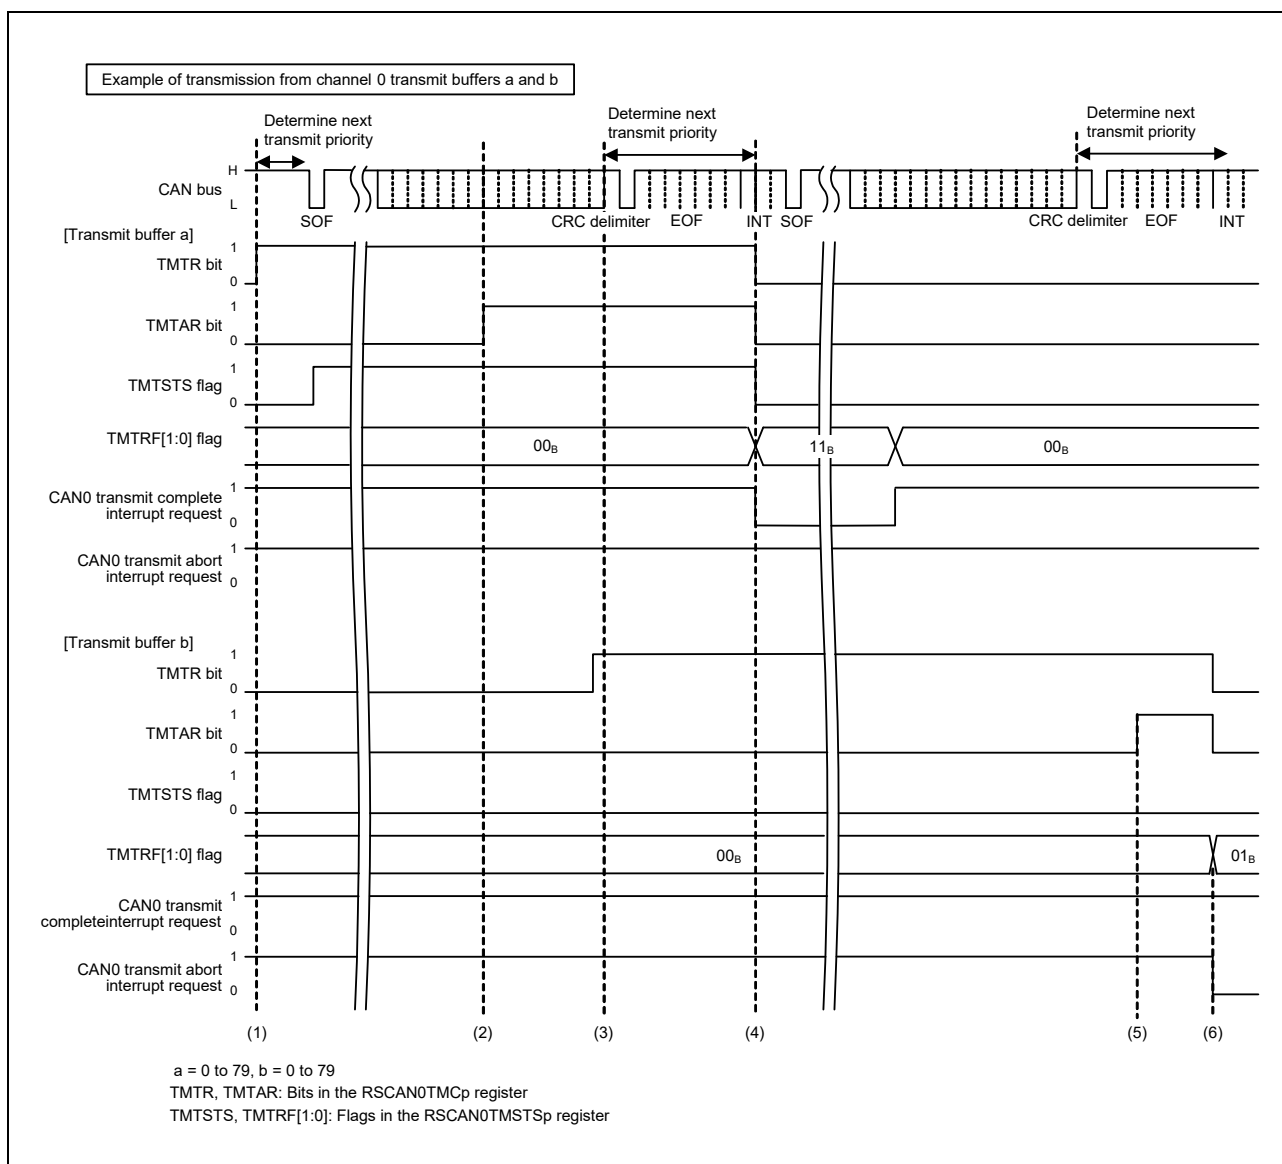 Example of transmission from channel 0 transmit buffers a and b
Determine next
transmit priority
Determine next
transmit priority
Determine next
transmit priority
H
CAN bus
L
SOF
CRC delimiter
EOF
INT
SOF
CRC delimiter
EOF
INT
[Transmit buffer a]
1
TMTR bit
0
1
TMTAR bit
0
1
TMTSTS flag
0
TMTRF[1:0] flag
00B
11B
00B
CAN0 transmit complete
interrupt request
1
0
CAN0 transmit abort
interrupt request
1
0
[Transmit buffer b]
1
TMTR bit
0
1
TMTAR bit
0
1
TMTSTS flag
0
TMTRF[1:0] flag
00B
01B
CAN0 transmit
completeinterrupt request
1
0
CAN0 transmit abort
interrupt request
1
0
(1)
(2)
(3)
(4)
(5)
(6)
a = 0 to 79, b = 0 to 79
TMTR, TMTAR: Bits in the RSCAN0TMCp register
TMTSTS, TMTRF[1:0]: Flags in the RSCAN0TMSTSp register